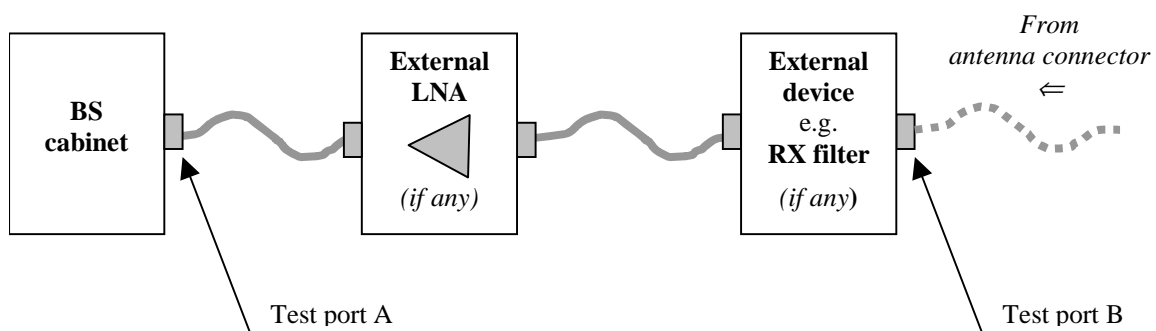 BS
cabinet
External
LNA
(if any)
External
device
e.g.
RX filter
(if any)
From
antenna connector
⇐
Test port A
Test port B